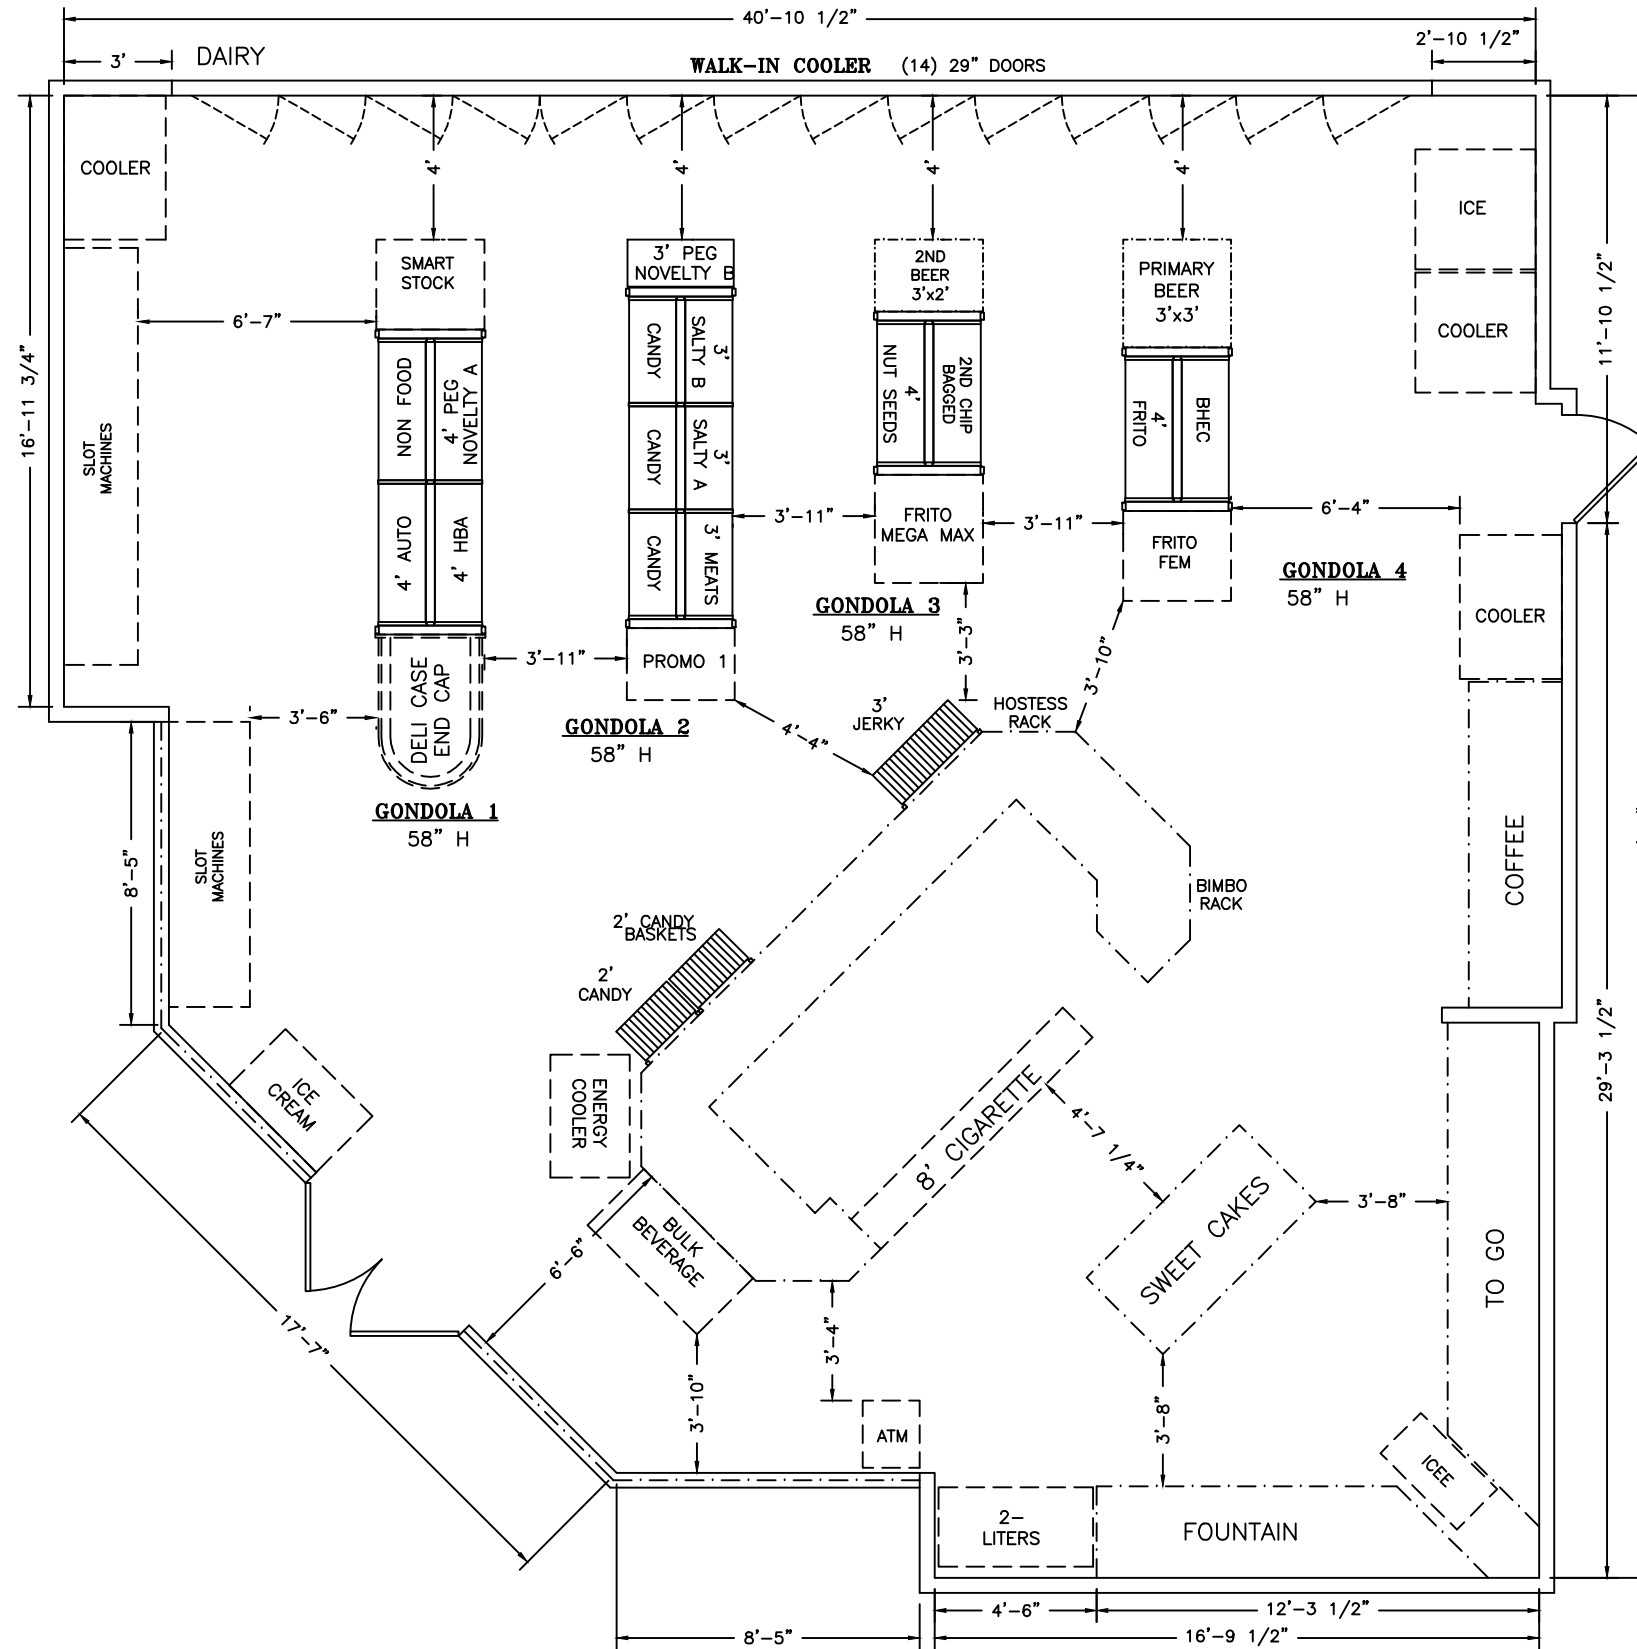 40'-10 1/2"
3'
DAIRY
WALK-IN COOLER (14) 29" DOORS
2'-10 1/2"
COOLER
4'
4'
4'
4'
ICE
COOLER
16'-11 3/4"
11'-10 1/2"
SLOT
MACHINES
6'-7"
SMART
STOCK
NON FOOD
4' PEG
NOVELTY A
4' AUTO
4' HBA
DELI CASE
END CAP
3' PEG
NOVELTY B
CANDY
3'
SALTY B
CANDY
3'
SALTY A
CANDY
3' MEATS
PROMO 1
2ND
BEER
3'x2'
4'
NUT SEEDS
2ND CHIP
BAGGED
FRITO
MEGA MAX
PRIMARY
BEER
3'x3'
4'
FRITO
BHEC
FRITO
FEM
3'-11"
3'-11"
6'-4"
3'-11"
GONDOLA 4
58" H
GONDOLA 3
58" H
3'-3"
3'-10"
COOLER
GONDOLA 2
58" H
GONDOLA 1
58" H
3'-6"
4'-4"
3'
JERKY
HOSTESS
RACK
BIMBO
RACK
COFFEE
8'-5"
SLOT
MACHINES
2' CANDY
BASKETS
2'
CANDY
ENERGY
COOLER
ICE
CREAM
8' CIGARETTE
4'-7 1/4"
29'-3 1/2"
SWEET CAKES
3'-8"
TO GO
BULK
BEVERAGE
6'-6"
17'-7"
3'-4"
3'-10"
3'-8"
ATM
ICEE
2-
LITERS
FOUNTAIN
4'-6"
12'-3 1/2"
8'-5"
16'-9 1/2"